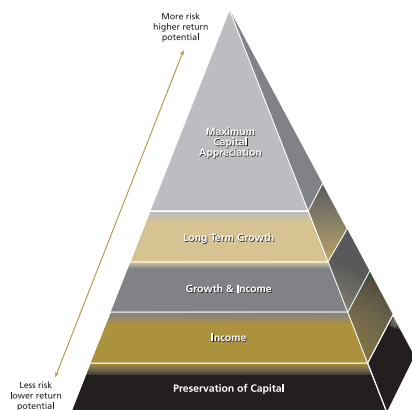 More risk
higher return
potential
Maximum
Capital
Appreciation
Long Term Growth
Growth & Income
Income
Preservation of Capital
Less risk
lower return
potential